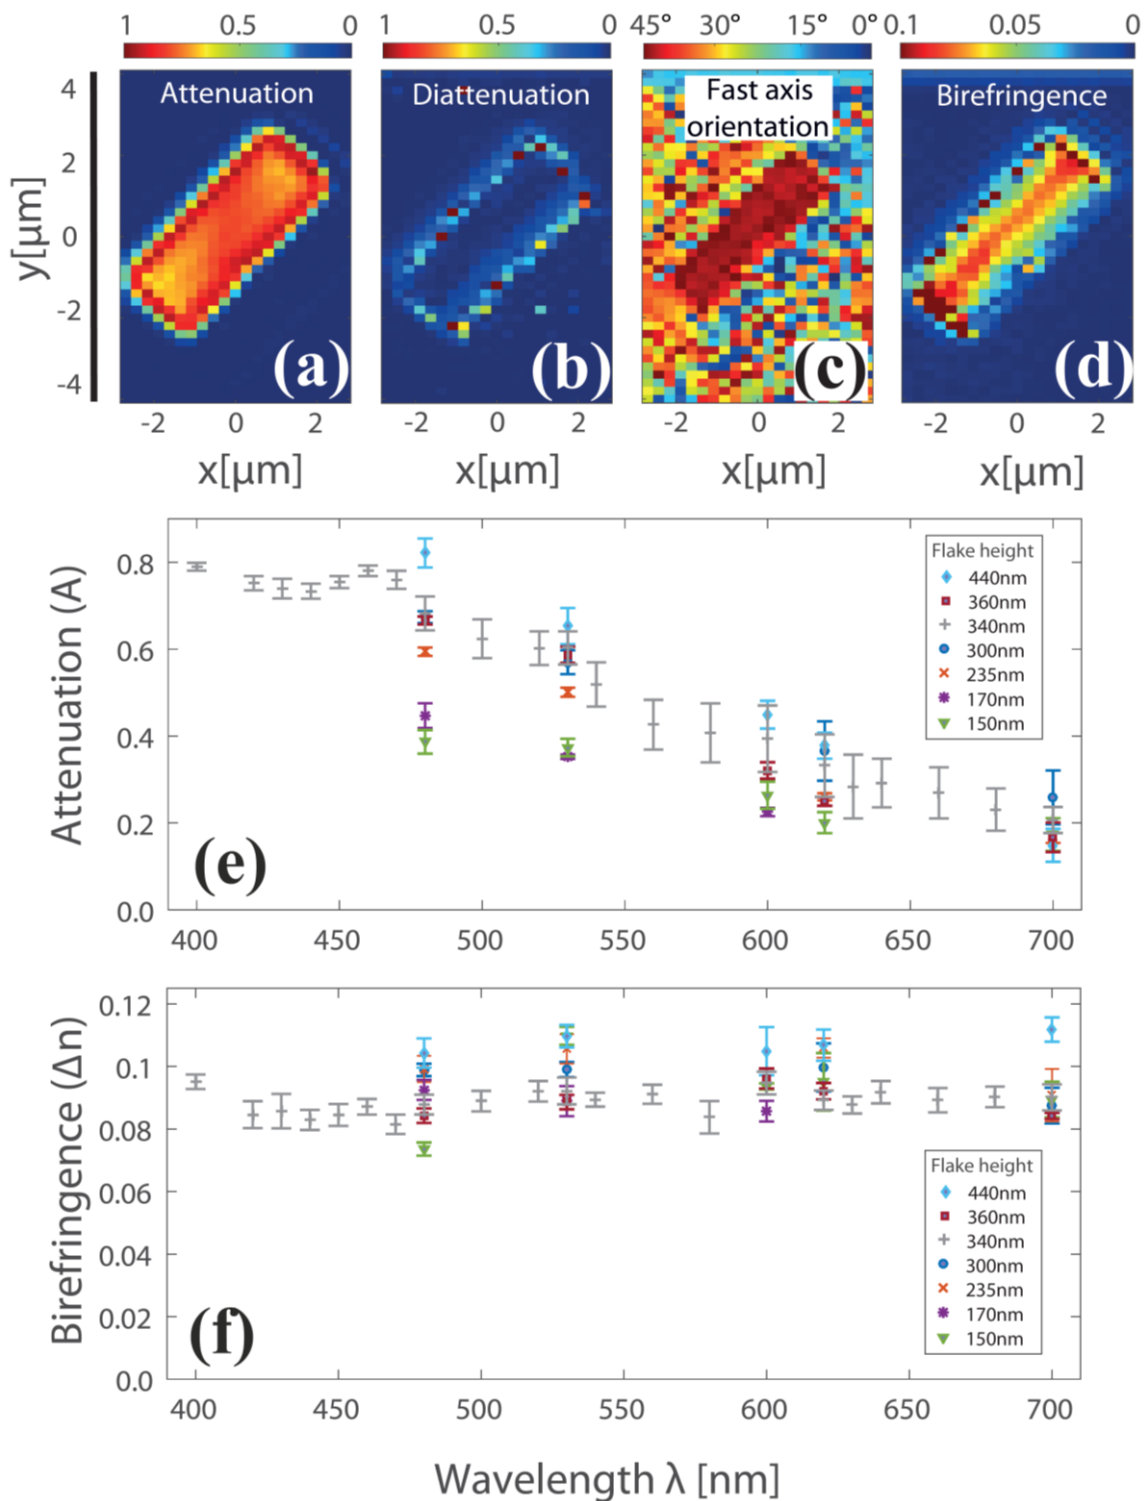 1 0.5 0 1 0.5 0 45° 30° 15° 0° 0.1 0.05 0
Attenuation
Diattenuation
Fast axis
orientation
Birefringence
4
2
0
-2
-4
y[μm]
(a)
(b)
(c)
(d)
-2 0 2 -2 0 2 -2 0 2 -2 0 2
x[μm] x[μm] x[μm] x[μm]
Attenuation (A)
0.8
0.6
0.4
0.2
0.0
Flake height
440nm
360nm
340nm
300nm
235nm
170nm
150nm
(e)
400 450 500 550 600 650 700
Birefringence (Δn)
0.12
0.1
0.08
0.06
0.04
0.02
0.0
Flake height
440nm
360nm
340nm
300nm
235nm
170nm
150nm
(f)
400 450 500 550 600 650 700
Wavelength λ [nm]